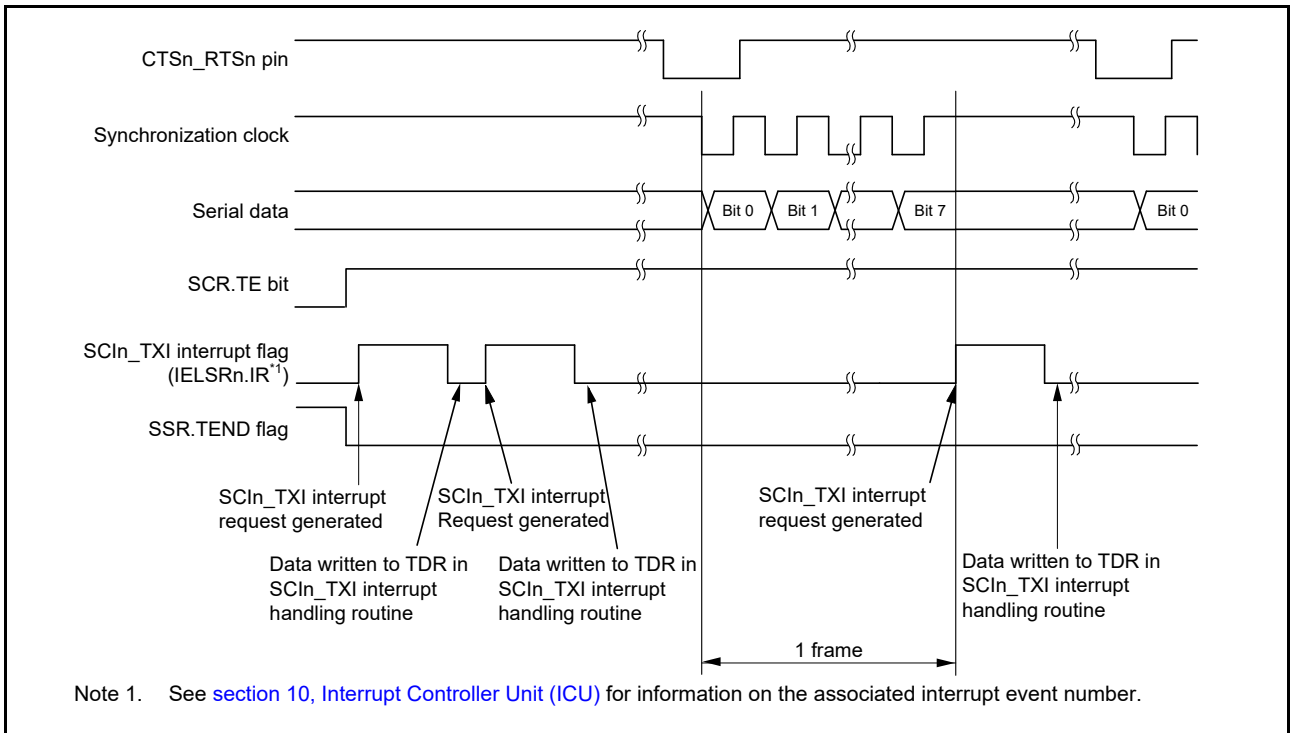 CTSn_RTSn pin
Synchronization clock
Serial data
Bit 0 Bit 1 Bit 7 Bit 0
SCR.TE bit
SCIn_TXI interrupt flag
(IELSRn.IR*1)
SSR.TEND flag
SCIn_TXI interrupt
request generated
SCIn_TXI interrupt
Request generated
SCIn_TXI interrupt
request generated
Data written to TDR in
SCIn_TXI interrupt
handling routine
Data written to TDR in
SCIn_TXI interrupt
handling routine
Data written to TDR in
SCIn_TXI interrupt
handling routine
1 frame
Note 1. See section 10, Interrupt Controller Unit (ICU) for information on the associated interrupt event number.